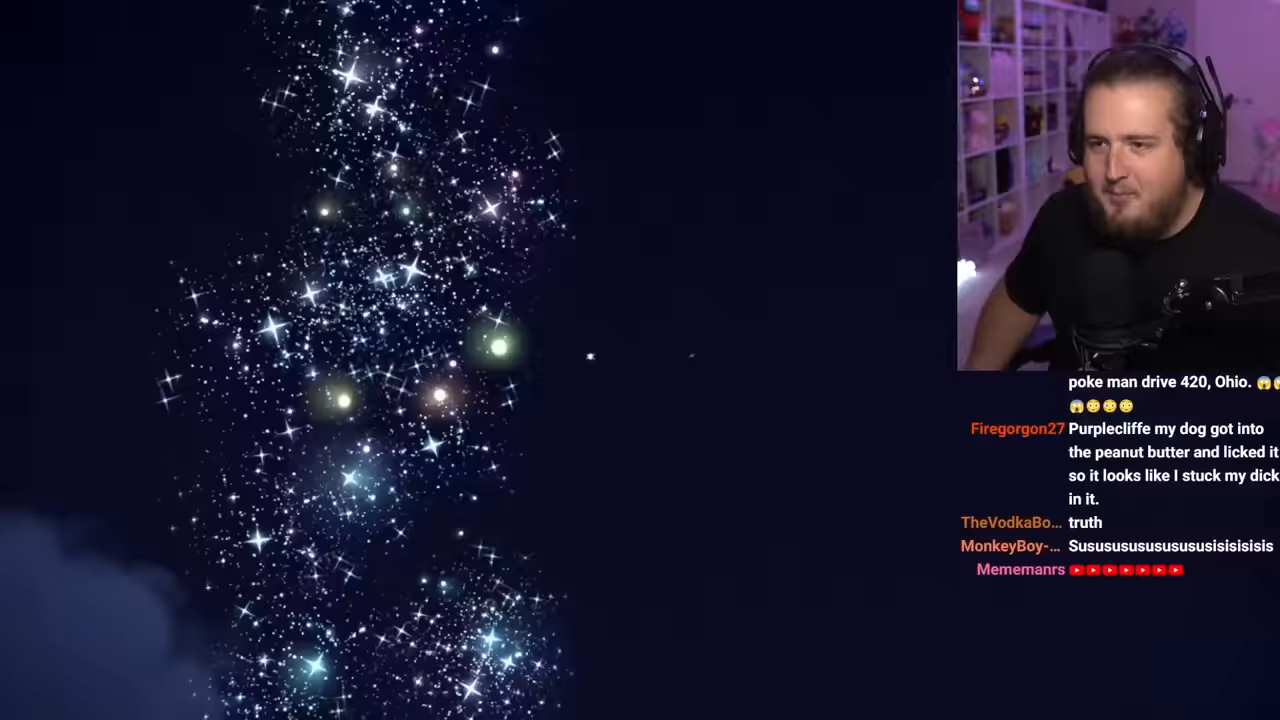 poke man drive 420, Ohio. 😱
😱😳😳😳
Firegorgon27 Purplecliffe my dog got into
the peanut butter and licked it
so it looks like I stuck my dick
in it.
TheVodkaBo... truth
MonkeyBoy-... Susususususususisisisisis
Mememanrs